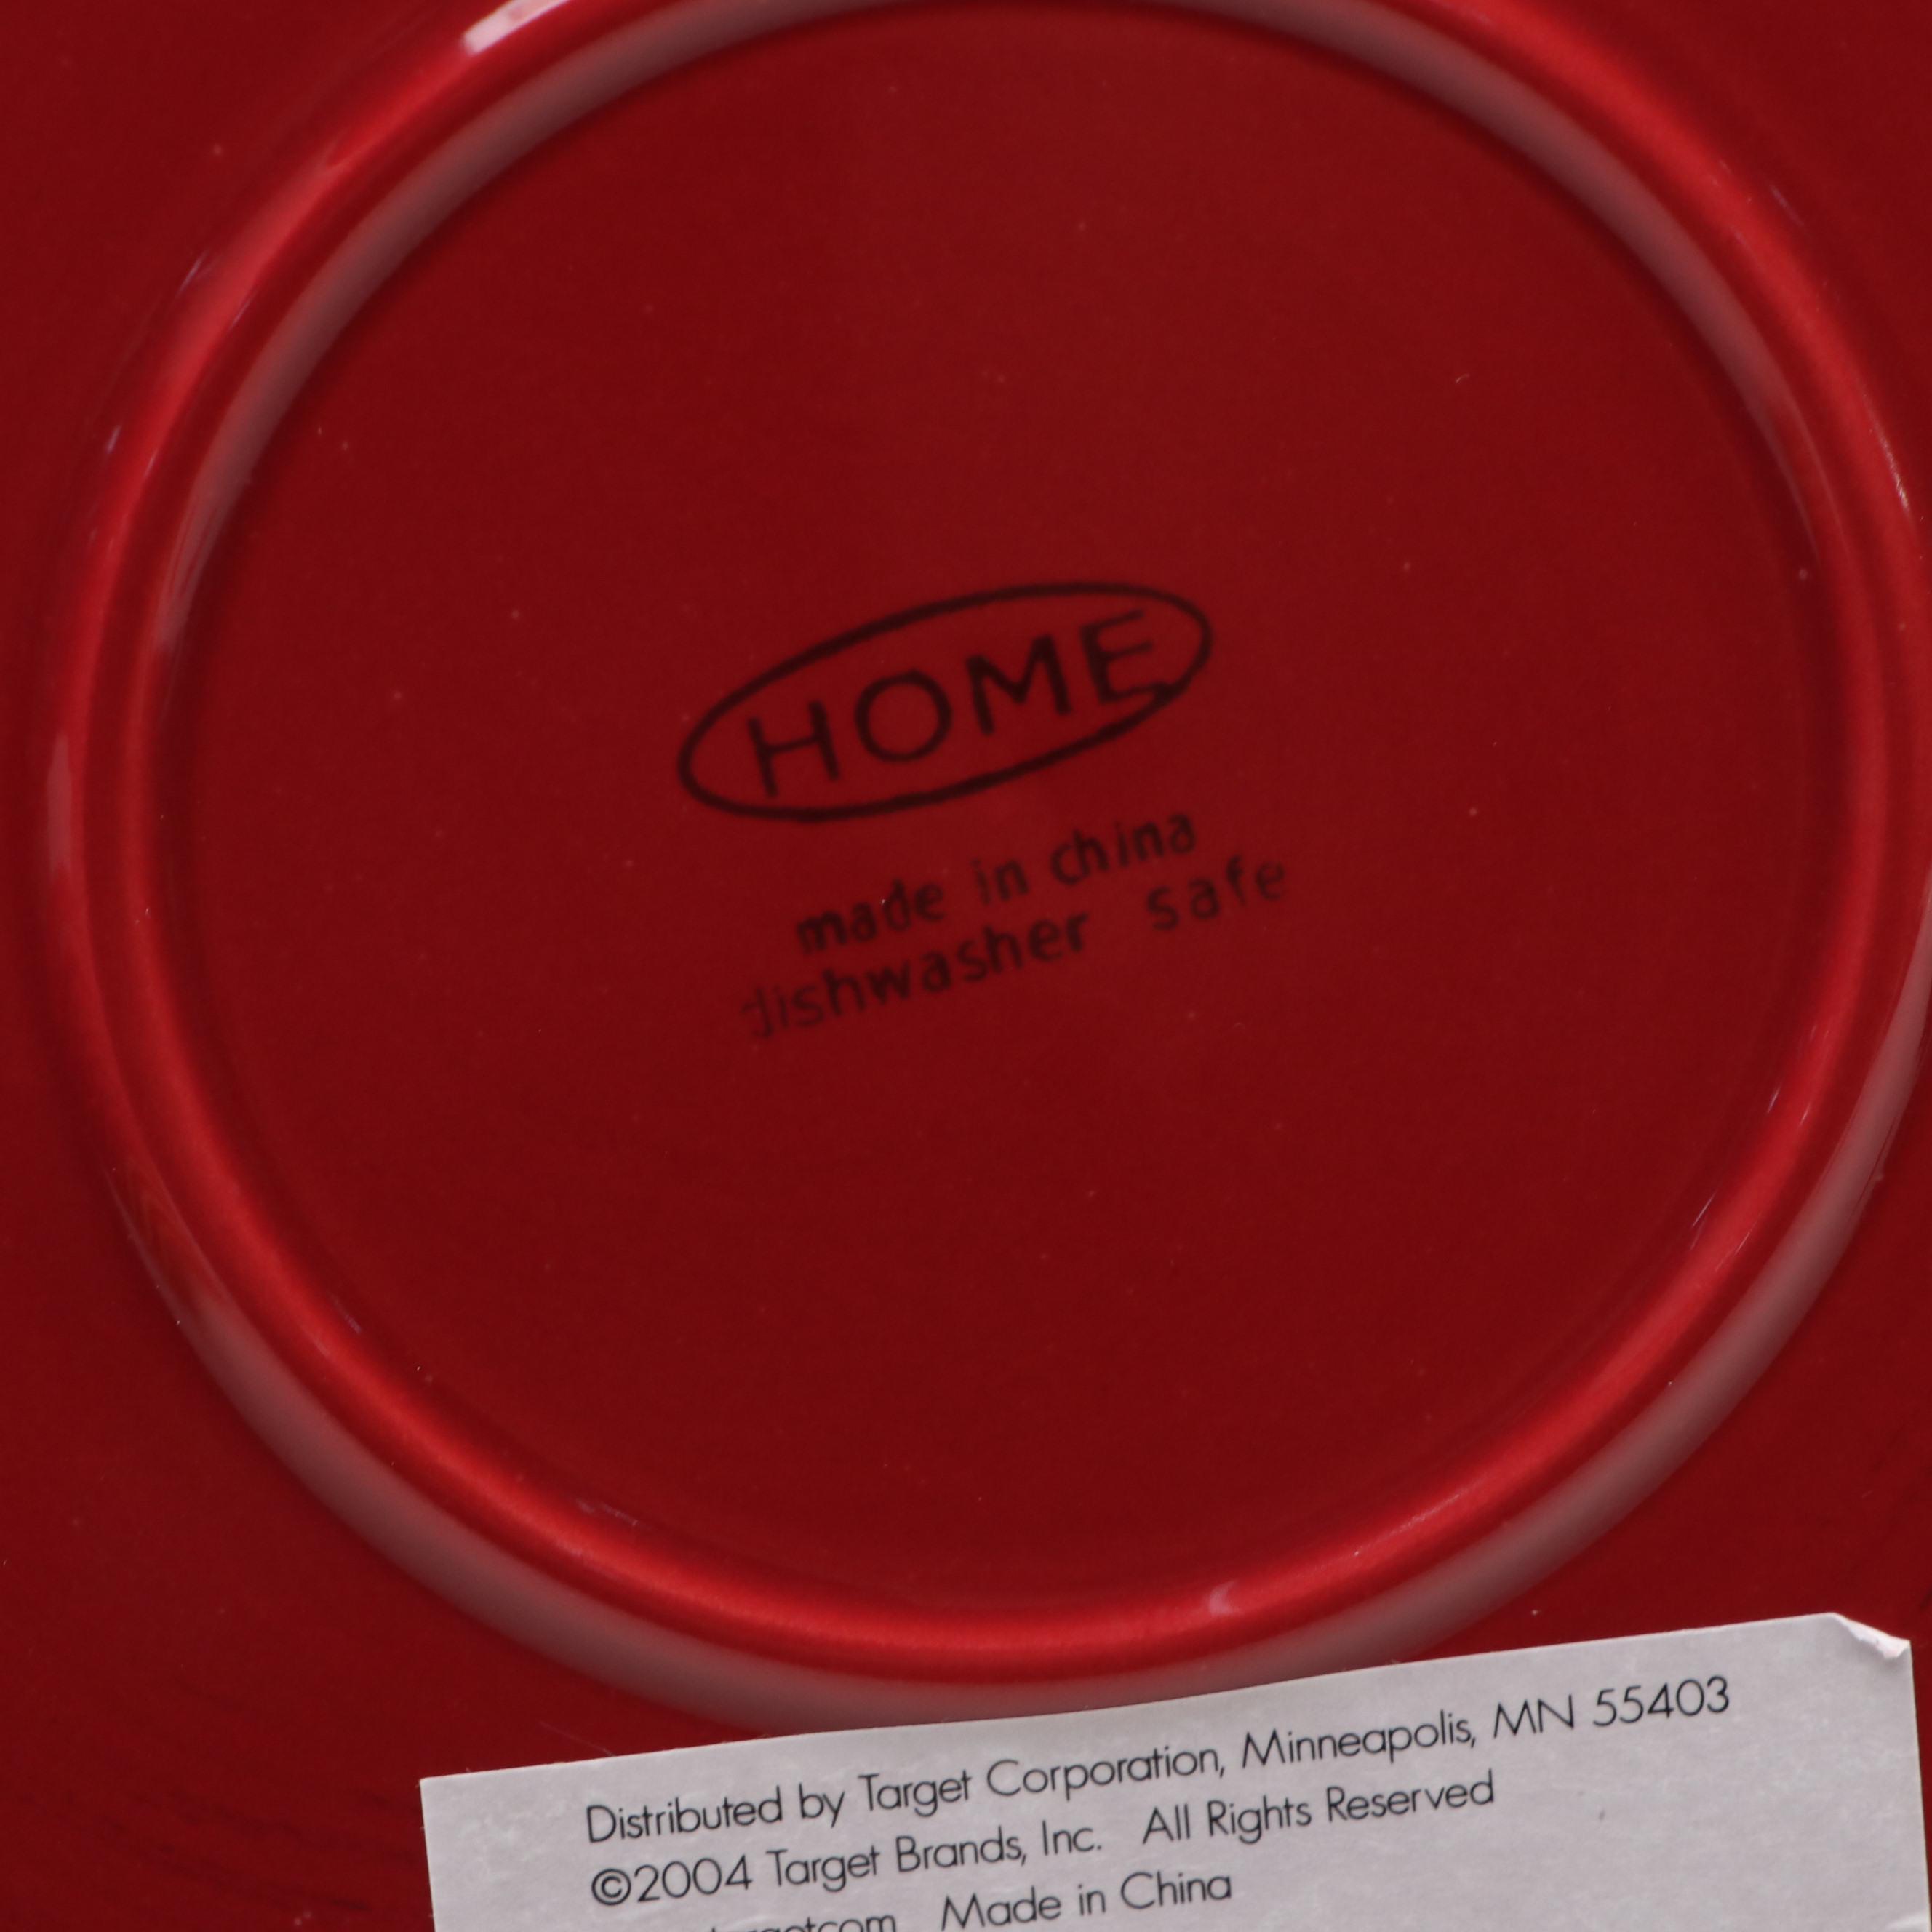 HOME
made in china
dishwasher safe
Distributed by Target Corporation, Minneapolis, MN 55403
©2004 Target Brands, Inc. All Rights Reserved
Made in China